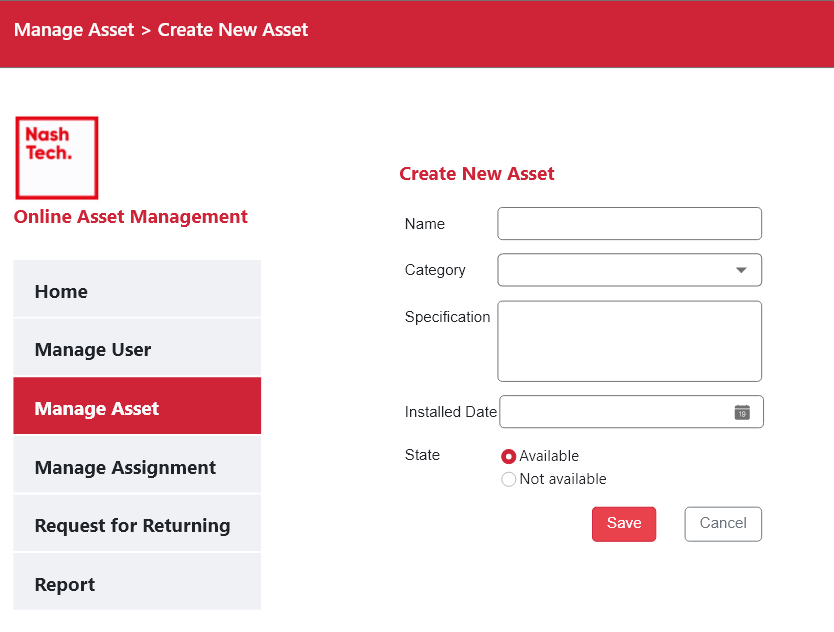 Manage Asset > Create New Asset
Nash
Tech.
Online Asset Management
Home
Manage User
Manage Asset
Manage Assignment
Request for Returning
Report
Create New Asset
Name
Category
Specification
Installed Date
19
State
Available
Not available
Save
Cancel